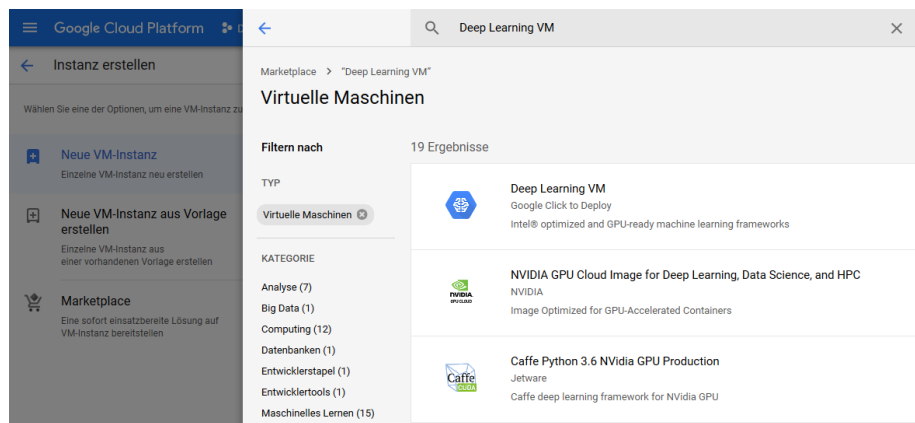 Google Cloud Platform
Instanz erstellen
Wählen Sie eine der Optionen, um eine VM-Instanz zu
Neue VM-Instanz
Einzelne VM-Instanz neu erstellen
Neue VM-Instanz aus Vorlage
erstellen
Einzelne VM-Instanz aus
einer vorhandenen Vorlage erstellen
Marketplace
Eine sofort einsatzbereite Lösung auf
VM-Instanz bereitstellen
Deep Learning VM
Marketplace > "Deep Learning VM"
Virtuelle Maschinen
Filtern nach
TYP
Virtuelle Maschinen
KATEGORIE
Analyse (7)
Big Data (1)
Computing (12)
Datenbanken (1)
Entwicklerstapel (1)
Entwicklertools (1)
Maschinelles Lernen (15)
19 Ergebnisse
Deep Learning VM
Google Click to Deploy
Intel® optimized and GPU-ready machine learning frameworks
NVIDIA.
GPU CLOUD
NVIDIA GPU Cloud Image for Deep Learning, Data Science, and HPC
NVIDIA
Image Optimized for GPU-Accelerated Containers
Caffe
CUDA
Caffe Python 3.6 NVidia GPU Production
Jetware
Caffe deep learning framework for NVidia GPU